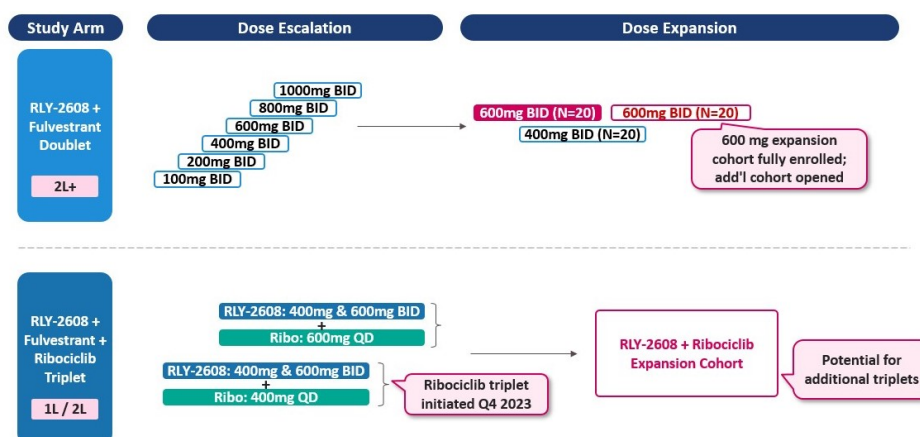 Study Arm
Dose Escalation
Dose Expansion
RLY-2608 +
Fulvestrant
Doublet
2L+
1000mg BID
800mg BID
600mg BID
400mg BID
200mg BID
100mg BID
600mg BID (N=20)
600mg BID (N=20)
400mg BID (N=20)
600 mg expansion
cohort fully enrolled;
add'l cohort opened
RLY-2608 +
Fulvestrant +
Ribociclib
Triplet
1L / 2L
RLY-2608: 400mg & 600mg BID
+
Ribo: 600mg QD
RLY-2608: 400mg & 600mg BID
+
Ribo: 400mg QD
Ribociclib triplet
initiated Q4 2023
RLY-2608 + Ribociclib
Expansion Cohort
Potential for
additional triplets